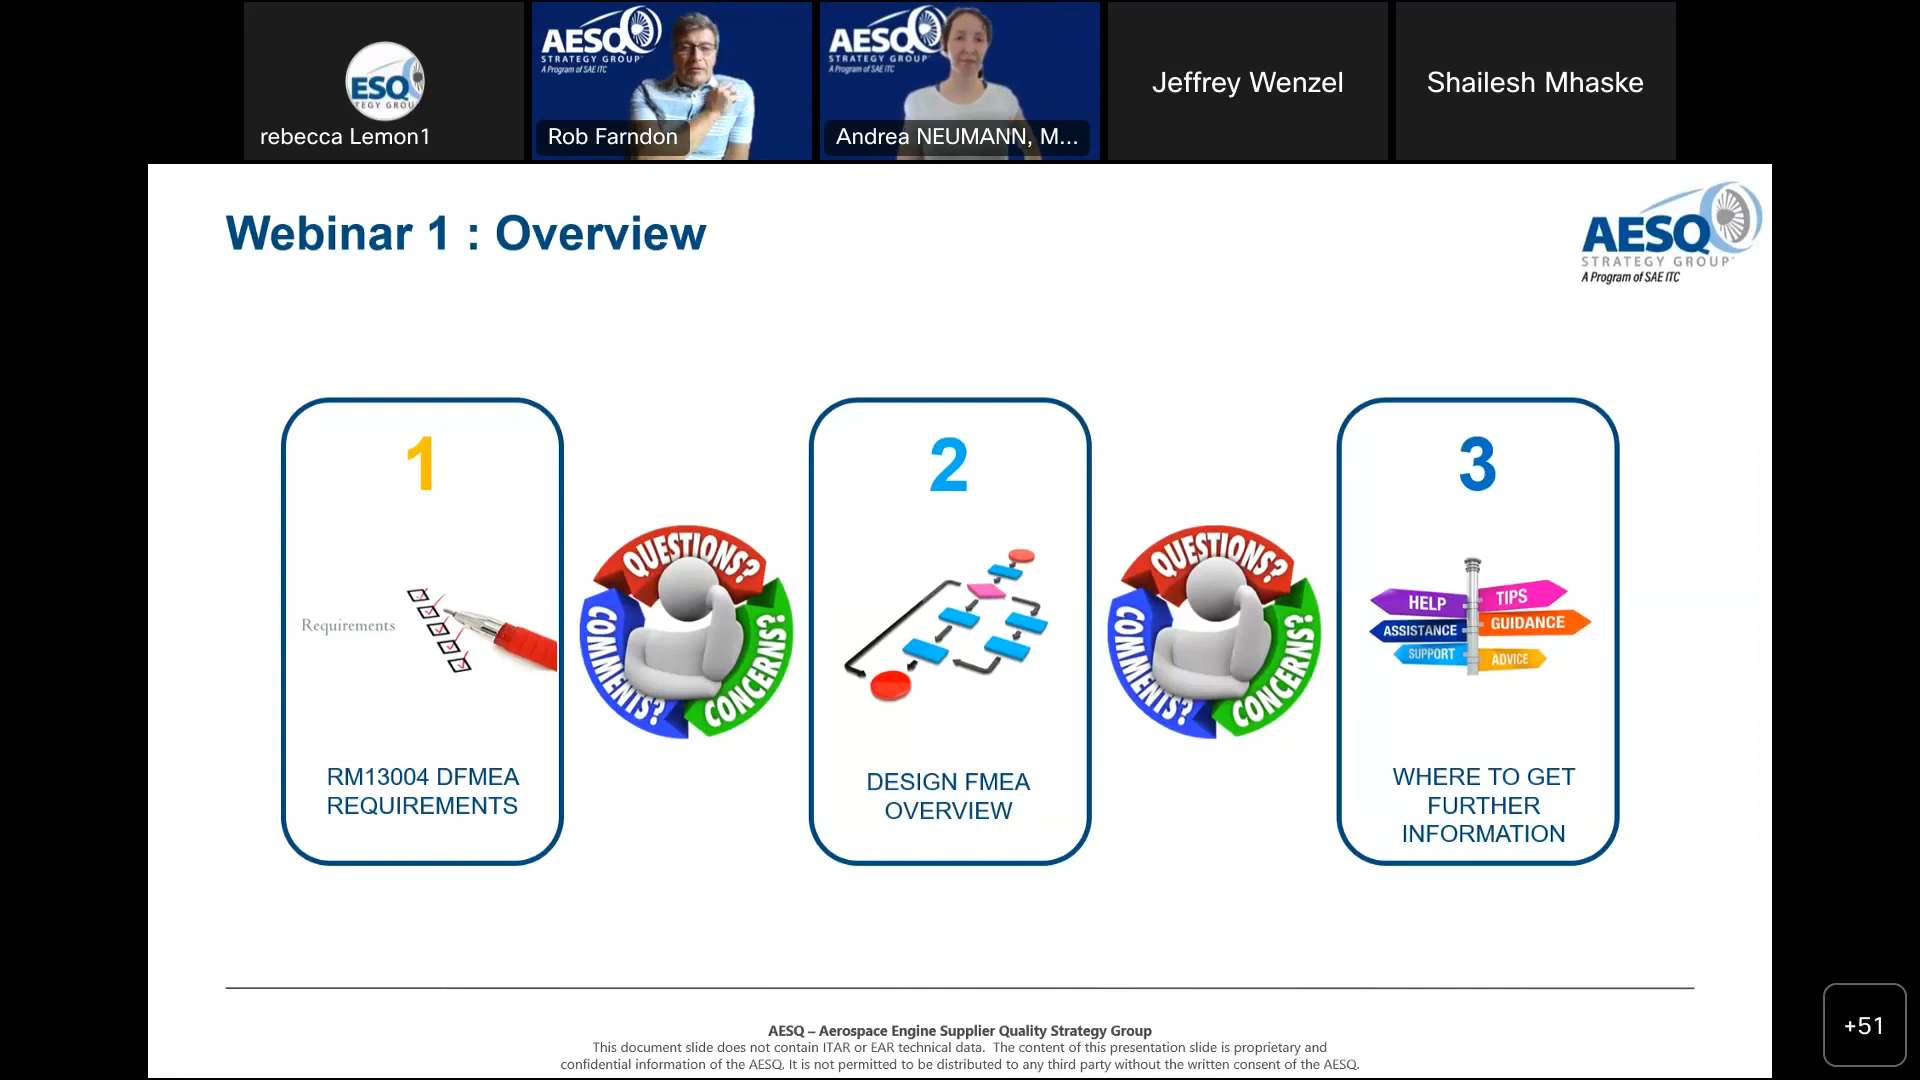 ESQ
TEGY GROU
rebecca Lemon1
AESQ
STRATEGY GROUP
A Program of SAE ITC
Rob Farndon
AESQ
STRATEGY GROUP
A Program of SAE ITC
Andrea NEUMANN, M...
Jeffrey Wenzel
Shailesh Mhaske
Webinar 1 : Overview
AESQ
STRATEGY GROUP
A Program of SAE ITC
1
Requirements
RM13004 DFMEA
REQUIREMENTS
QUESTIONS?
COMMENTS?
CONCERNS?
2
DESIGN FMEA
OVERVIEW
QUESTIONS?
COMMENTS?
CONCERNS?
3
HELP
TIPS
ASSISTANCE
GUIDANCE
SUPPORT
ADVICE
WHERE TO GET
FURTHER
INFORMATION
AESQ – Aerospace Engine Supplier Quality Strategy Group
This document slide does not contain ITAR or EAR technical data. The content of this presentation slide is proprietary and
confidential information of the AESQ. It is not permitted to be distributed to any third party without the written consent of the AESQ.
+51